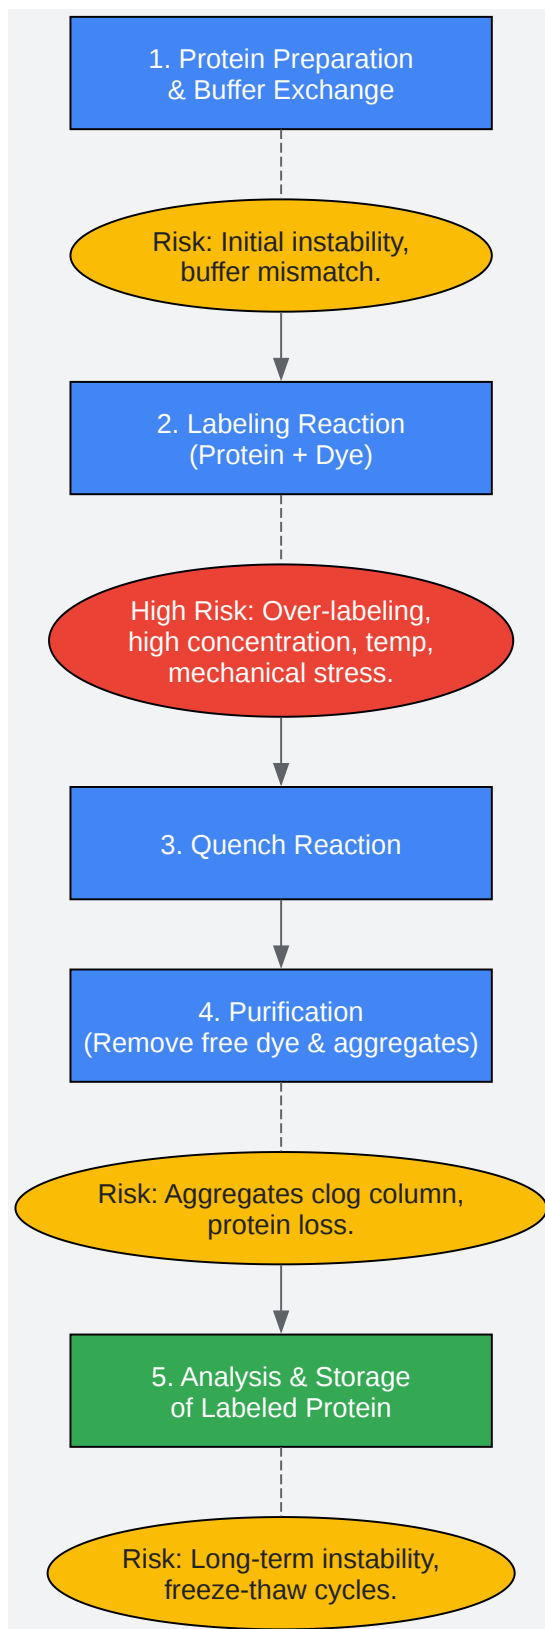 1. Protein Preparation
& Buffer Exchange
Risk: Initial instability,
buffer mismatch.
2. Labeling Reaction
(Protein + Dye)
High Risk: Over-labeling,
high concentration, temp,
mechanical stress.
3. Quench Reaction
4. Purification
(Remove free dye & aggregates)
Risk: Aggregates clog column,
protein loss.
5. Analysis & Storage
of Labeled Protein
Risk: Long-term instability,
freeze-thaw cycles.